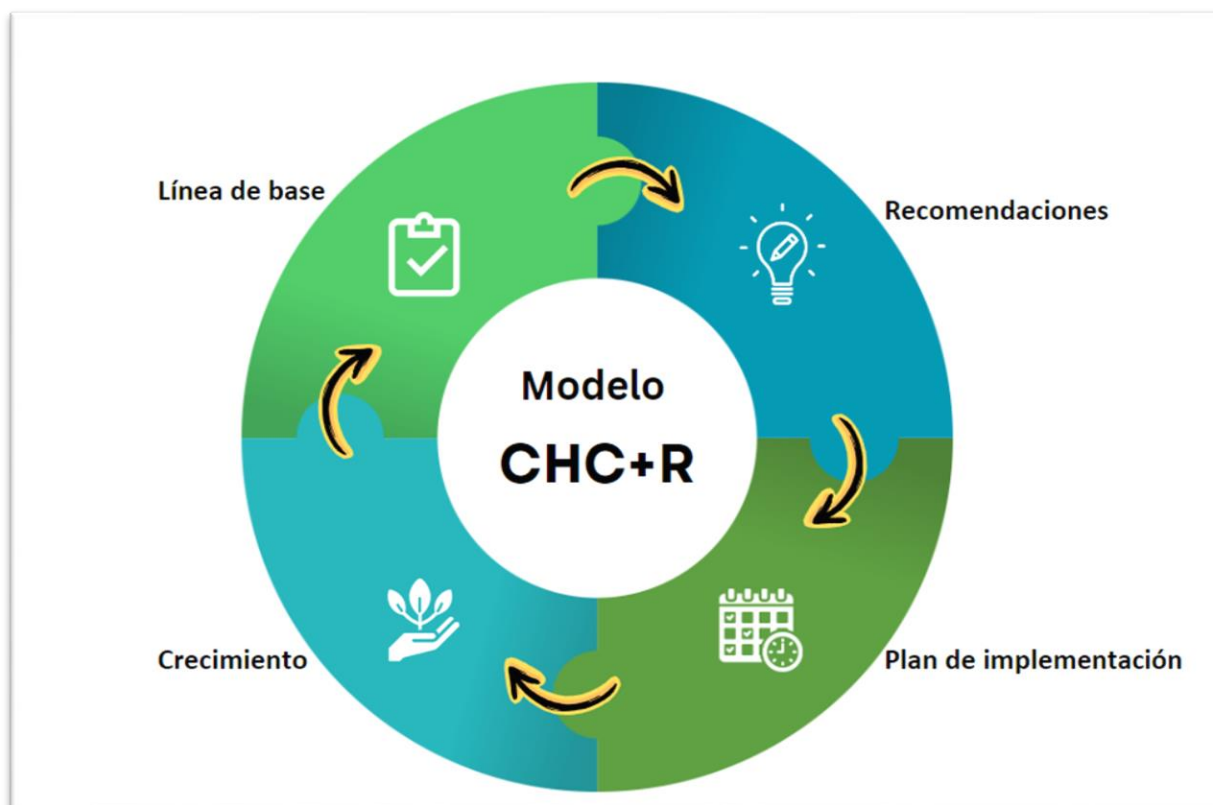 Línea de base
Recomendaciones
Modelo
CHC+R
Crecimiento
Plan de implementación